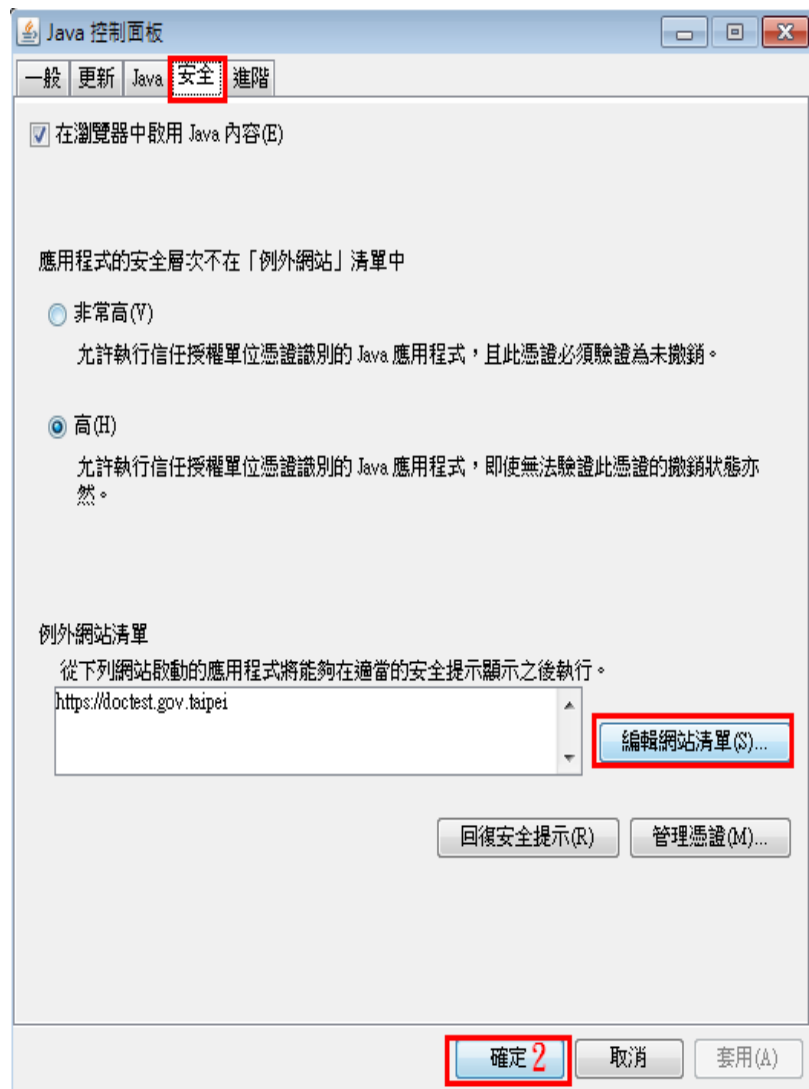 Java 控制面板
一般 更新 Java 安全 進階
在瀏覽器中啟用 Java 內容(E)
應用程式的安全層次不在「例外網站」清單中
非常高(V)
允許執行信任授權單位憑證識別的 Java 應用程式，且此憑證必須驗證為未撤銷。
高(H)
允許執行信任授權單位憑證識別的 Java 應用程式，即使無法驗證此憑證的撤銷狀態亦
然。
例外網站清單
從下列網站啟動的應用程式將能夠在適當的安全提示顯示之後執行。
https://doctest.gov.taipei
編輯網站清單(S)...
回復安全提示(R) 管理憑證(M)...
確定 2 取消 套用(A)